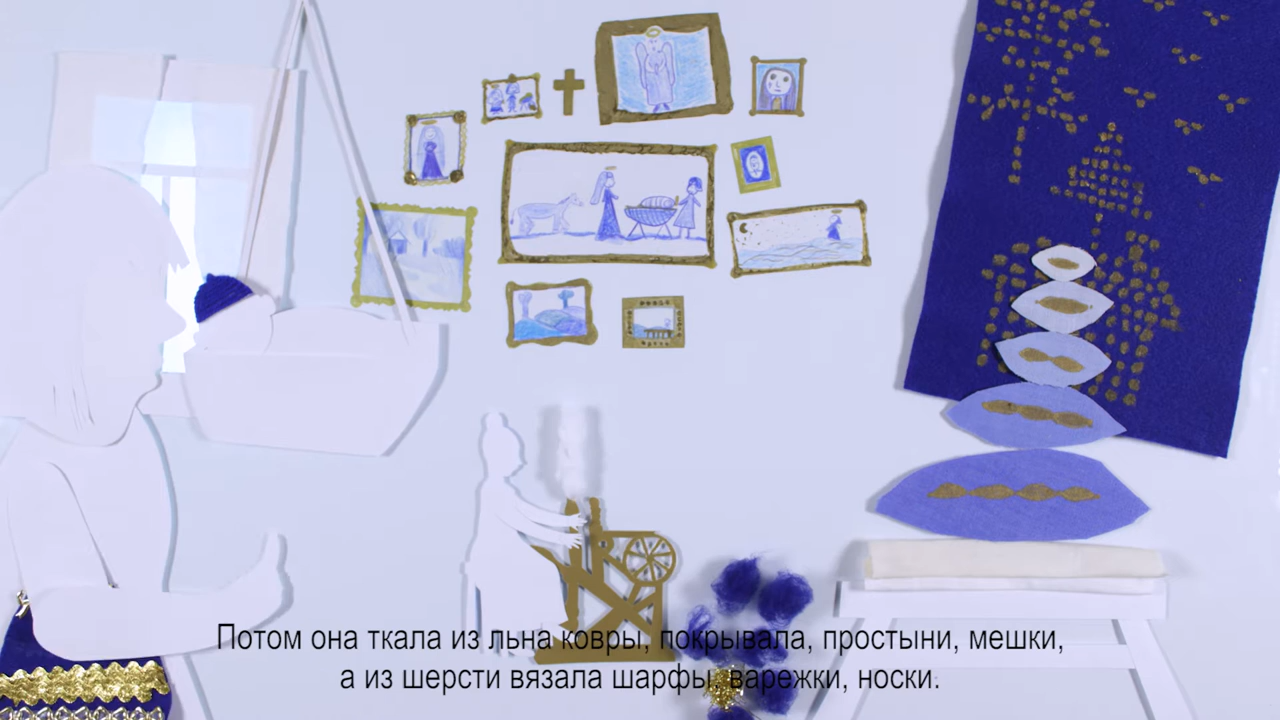 Потом она ткала из льна ковры, покрывала, простыни, мешки,
а из шерсти вязала шарфы, варежки, носки.